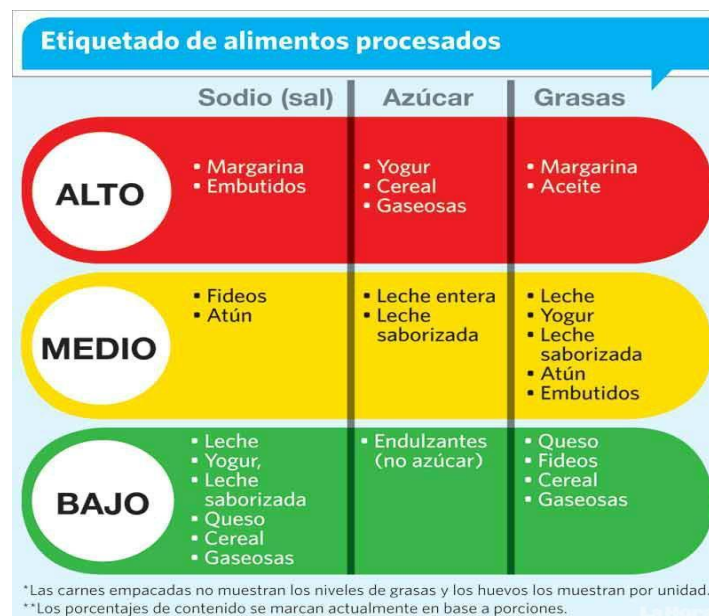 Etiquetado de alimentos procesados
Sodio (sal)
Azúcar
Grasas
ALTO
▪ Margarina
▪ Embutidos
▪ Yogur
▪ Cereal
▪ Gaseosas
▪ Margarina
▪ Aceite
MEDIO
▪ Fideos
▪ Atún
▪ Leche entera
▪ Leche
saborizada
▪ Leche
▪ Yogur
▪ Leche
saborizada
▪ Atún
▪ Embutidos
BAJO
▪ Leche
▪ Yogur,
▪ Leche
saborizada
▪ Queso
▪ Cereal
▪ Gaseosas
▪ Endulzantes
(no azúcar)
▪ Queso
▪ Fideos
▪ Cereal
▪ Gaseosas
*Las carnes empacadas no muestran los niveles de grasas y los huevos los muestran por unidad.
**Los porcentajes de contenido se marcan actualmente en base a porciones.